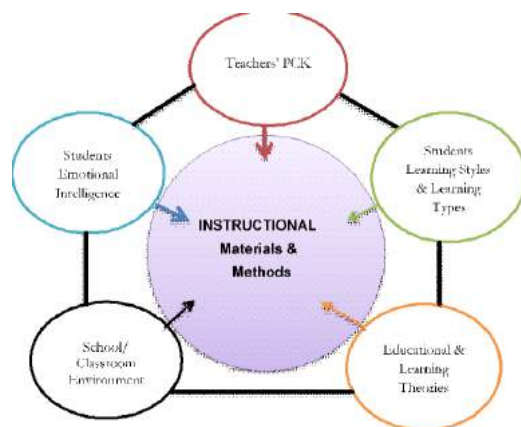 Teachers' PCK
Students
Emotional
Intelligence
Students
Learning Styles
& Learning
Types
INSTRUCTIONAL
Materials &
Methods
School/
Classroom
Environment
Educational &
Learning
Theories